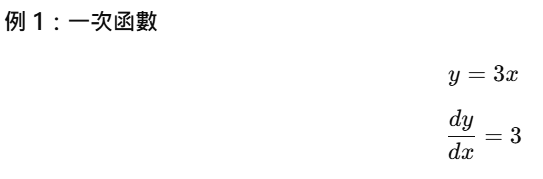 例 1：一次函數
y = 3x
dy/dx = 3